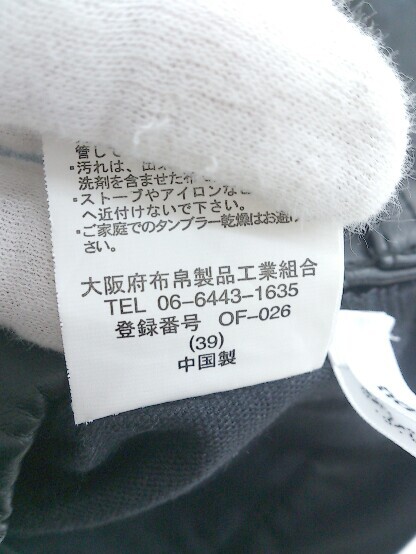 管して
・汚れは、出来
洗剤を含ませた布
・ストーブやアイロンなど
へ近付けないで下さい。
・ご家庭でのタンブラー乾燥はお避け
さい。
大阪府布帛製品工業組合
TEL 06-6443-1635
登録番号 OF-026
(39)
中国製